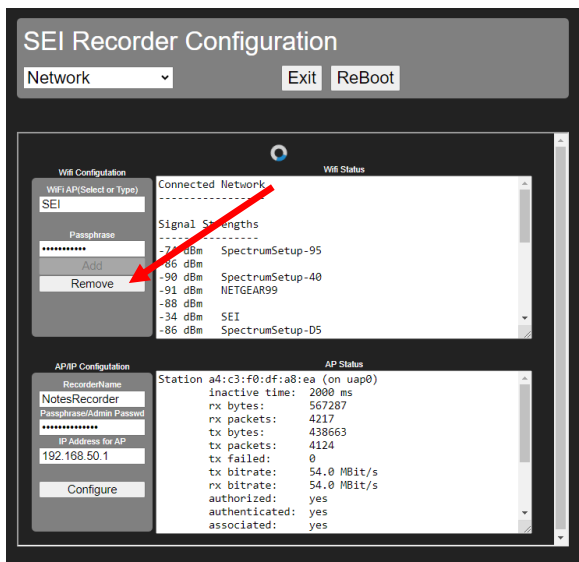 SEI Recorder Configuration
Network
Exit
ReBoot
Wifi Configutation
WiFi AP(Select or Type)
SEI
Passphrase
•••••••••••
Add
Remove
Wifi Status
Connected Network
-----------------
Signal Strengths
----------------
-74 dBm SpectrumSetup-95
-86 dBm
-90 dBm SpectrumSetup-40
-91 dBm NETGEAR99
-88 dBm
-34 dBm SEI
-86 dBm SpectrumSetup-D5
AP/IP Configutation
RecorderName
NotesRecorder
Passphrase/Admin Passwd
••••••••••••••
IP Address for AP
192.168.50.1
Configure
AP Status
Station a4:c3:f0:df:a8:ea (on uap0)
inactive time: 2000 ms
rx bytes: 567287
rx packets: 4217
tx bytes: 438663
tx packets: 4124
tx failed: 0
tx bitrate: 54.0 MBit/s
rx bitrate: 54.0 MBit/s
authorized: yes
authenticated: yes
associated: yes